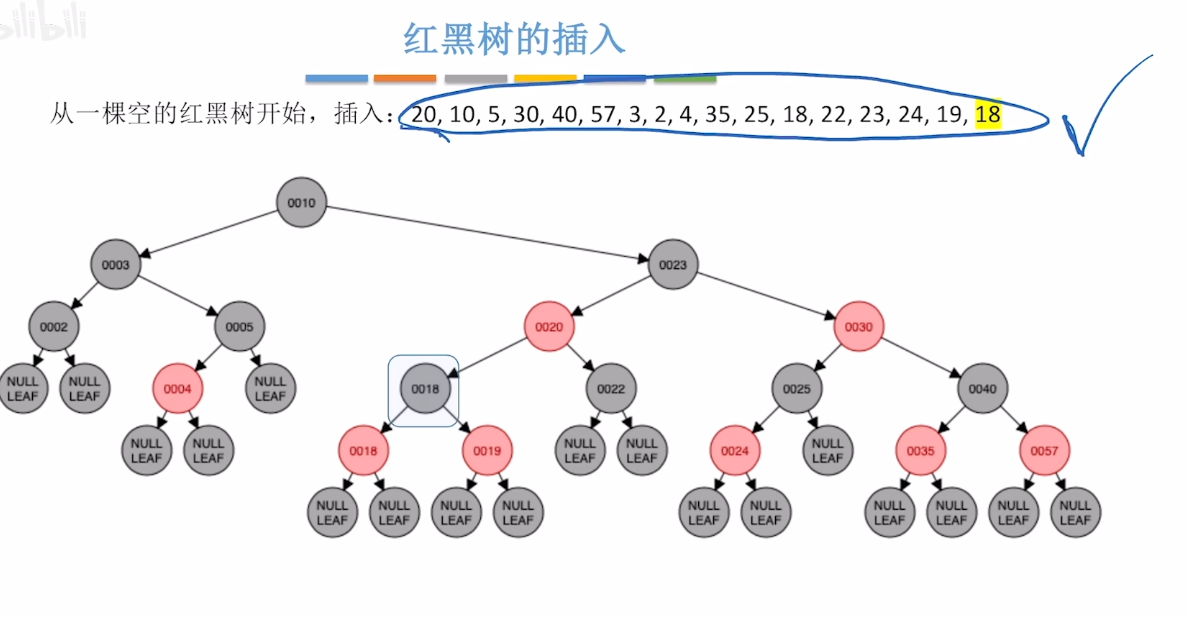 bilibili
红黑树的插入
从一棵空的红黑树开始，插入：20, 10, 5, 30, 40, 57, 3, 2, 4, 35, 25, 18, 22, 23, 24, 19, 18
0010
0003
0023
0002
0005
0020
0030
NULL LEAF
NULL LEAF
0004
NULL LEAF
0018
0022
0025
0040
NULL LEAF
NULL LEAF
0018
0019
NULL LEAF
NULL LEAF
0024
NULL LEAF
0035
0057
NULL LEAF
NULL LEAF
NULL LEAF
NULL LEAF
NULL LEAF
NULL LEAF
NULL LEAF
NULL LEAF
NULL LEAF
NULL LEAF